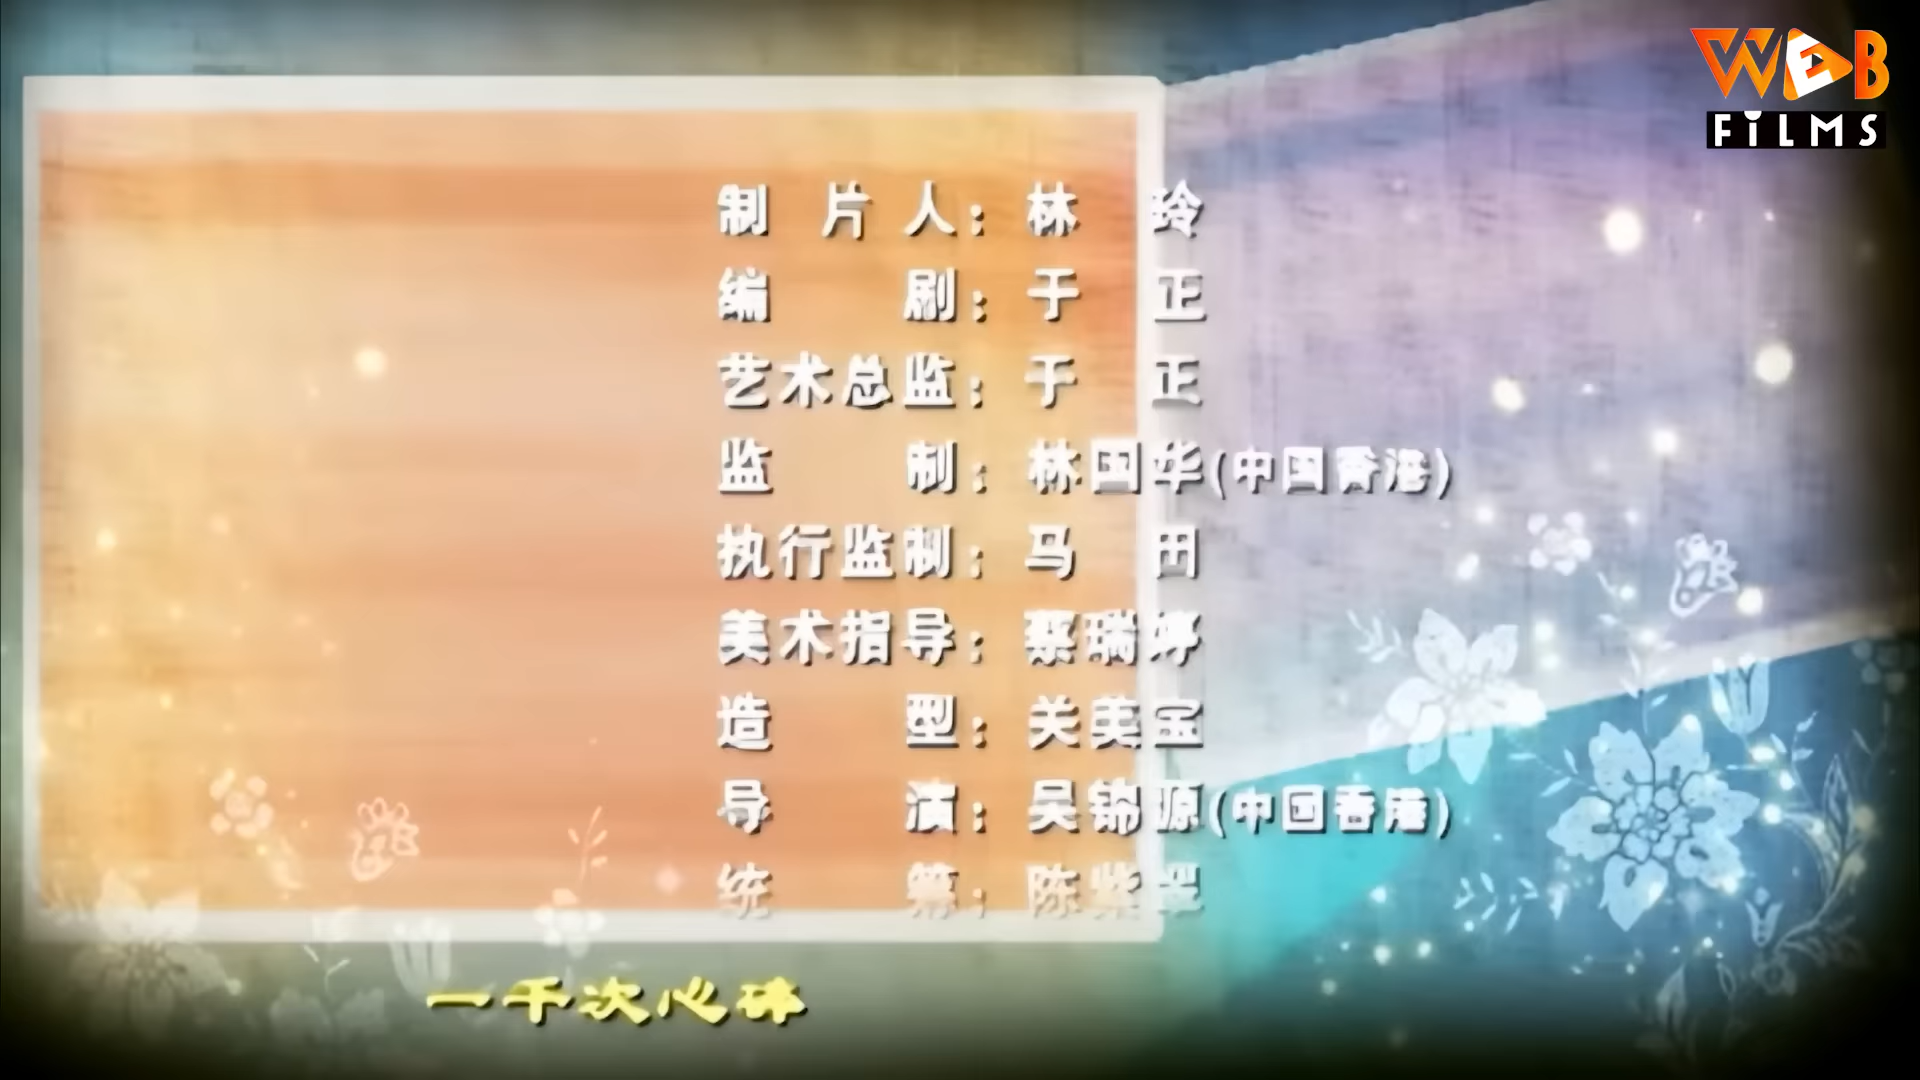 WEB
FiLMS
制片人：林玲
编剧：于正
艺术总监：于正
监制：林国华(中国香港)
执行监制：马田
美术指导：蔡瑞婷
造型：关美宝
导演：吴锦源(中国香港)
统筹：陈紫翠
一千次心碎